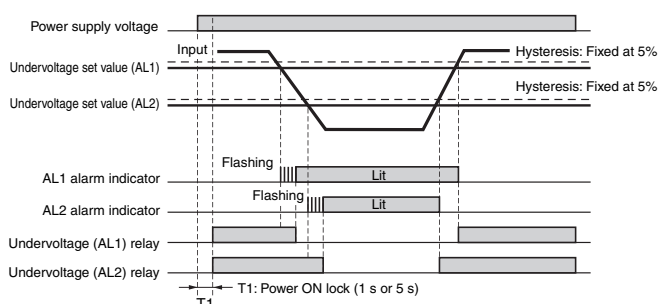 Power supply voltage
Input
Hysteresis: Fixed at 5%
Undervoltage set value (AL1)
Hysteresis: Fixed at 5%
Undervoltage set value (AL2)
Flashing
AL1 alarm indicator
Lit
Flashing
AL2 alarm indicator
Lit
Undervoltage (AL1) relay
Undervoltage (AL2) relay
T1: Power ON lock (1 s or 5 s)
T1